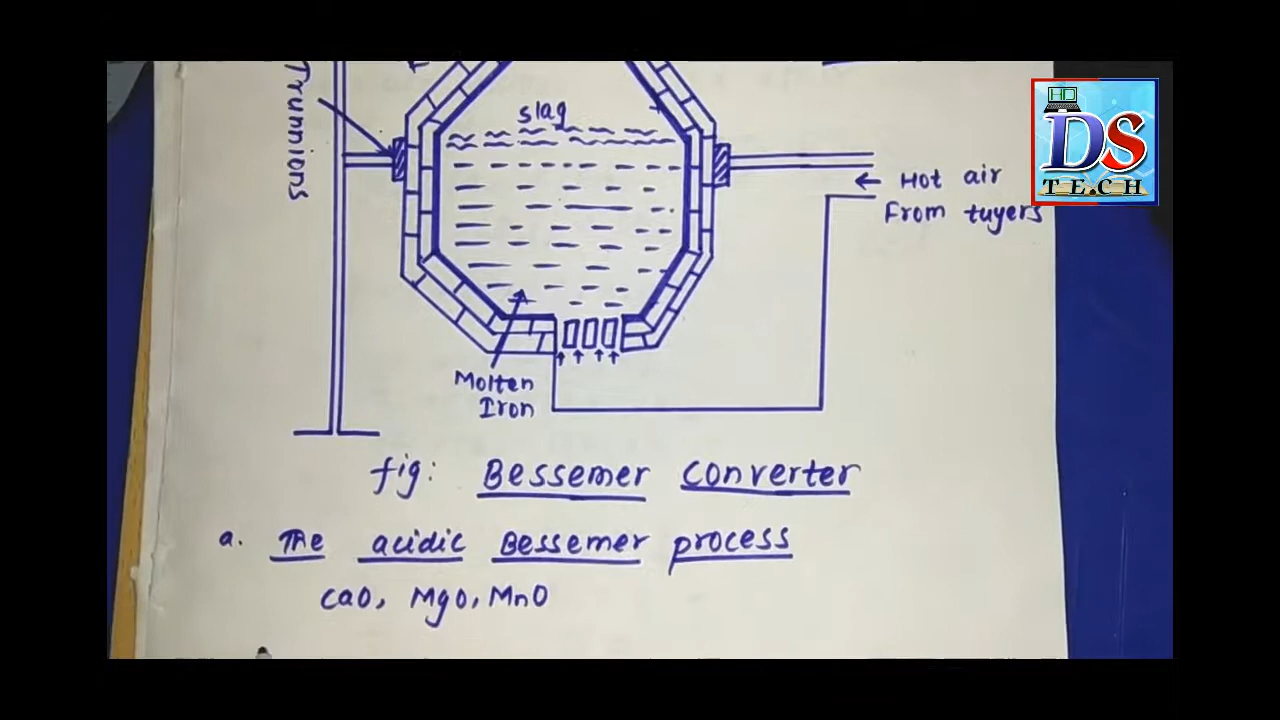 Trunnions
slag
Hot air
From tuyers
Molten
Iron
fig: Bessemer Converter
a. The acidic Bessemer process
CaO, MgO, MnO
HD
DS
TECH